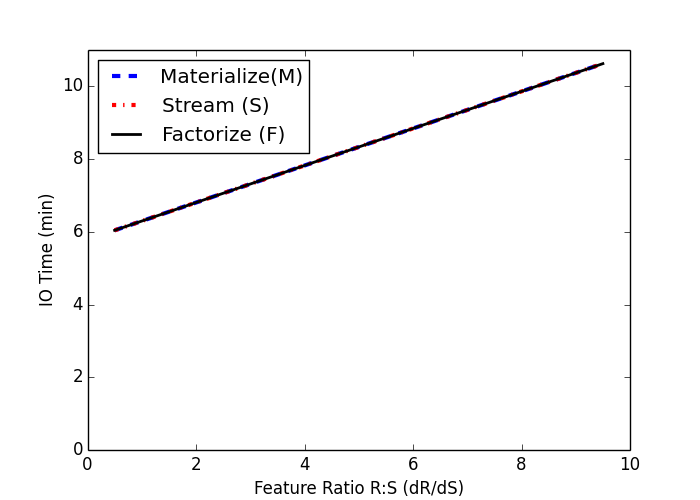 Materialize(M)
Stream (S)
Factorize (F)
10
8
6
4
2
0
IO Time (min)
0 2 4 6 8 10
Feature Ratio R:S (dR/dS)